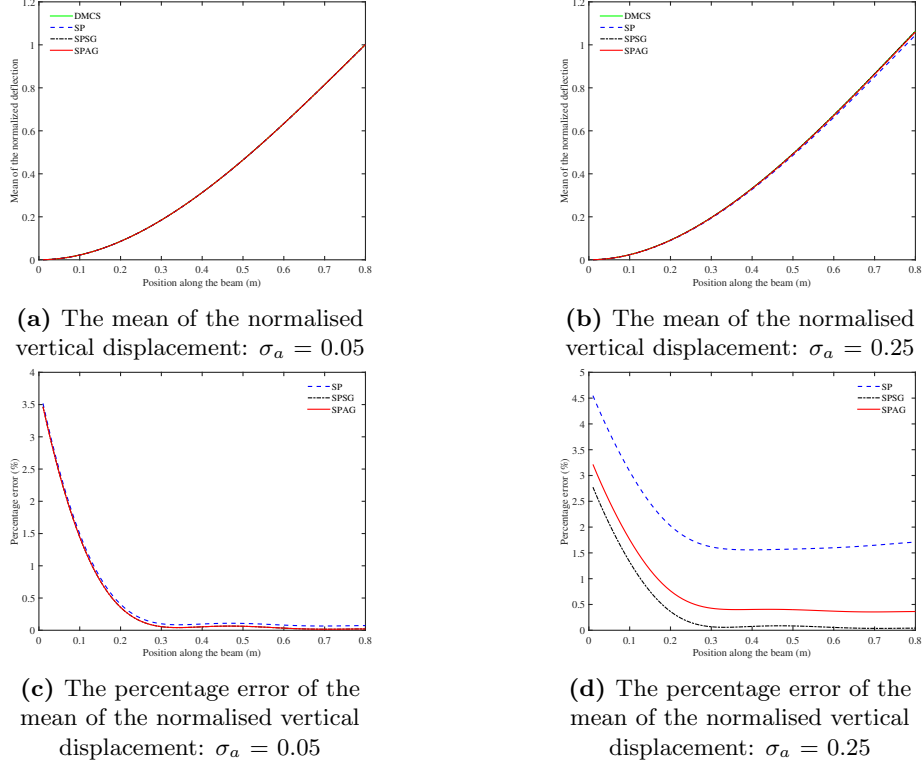 1.2
1
0.8
0.6
0.4
0.2
0
Mean of the normalized deflection
DMCS
SP
SPSG
SPAG
0 0.1 0.2 0.3 0.4 0.5 0.6 0.7 0.8
Position along the beam (m)
(a) The mean of the normalised
vertical displacement: σa = 0.05
1.2
1
0.8
0.6
0.4
0.2
0
Mean of the normalized deflection
DMCS
SP
SPSG
SPAG
0 0.1 0.2 0.3 0.4 0.5 0.6 0.7 0.8
Position along the beam (m)
(b) The mean of the normalised
vertical displacement: σa = 0.25
4
3.5
3
2.5
2
1.5
1
0.5
0
Percentage error (%)
SP
SPSG
SPAG
0 0.1 0.2 0.3 0.4 0.5 0.6 0.7 0.8
Position along the beam (m)
(c) The percentage error of the
mean of the normalised vertical
displacement: σa = 0.05
5
4.5
4
3.5
3
2.5
2
1.5
1
0.5
0
Percentage error (%)
SP
SPSG
SPAG
0 0.1 0.2 0.3 0.4 0.5 0.6 0.7 0.8
Position along the beam (m)
(d) The percentage error of the
mean of the normalised vertical
displacement: σa = 0.25